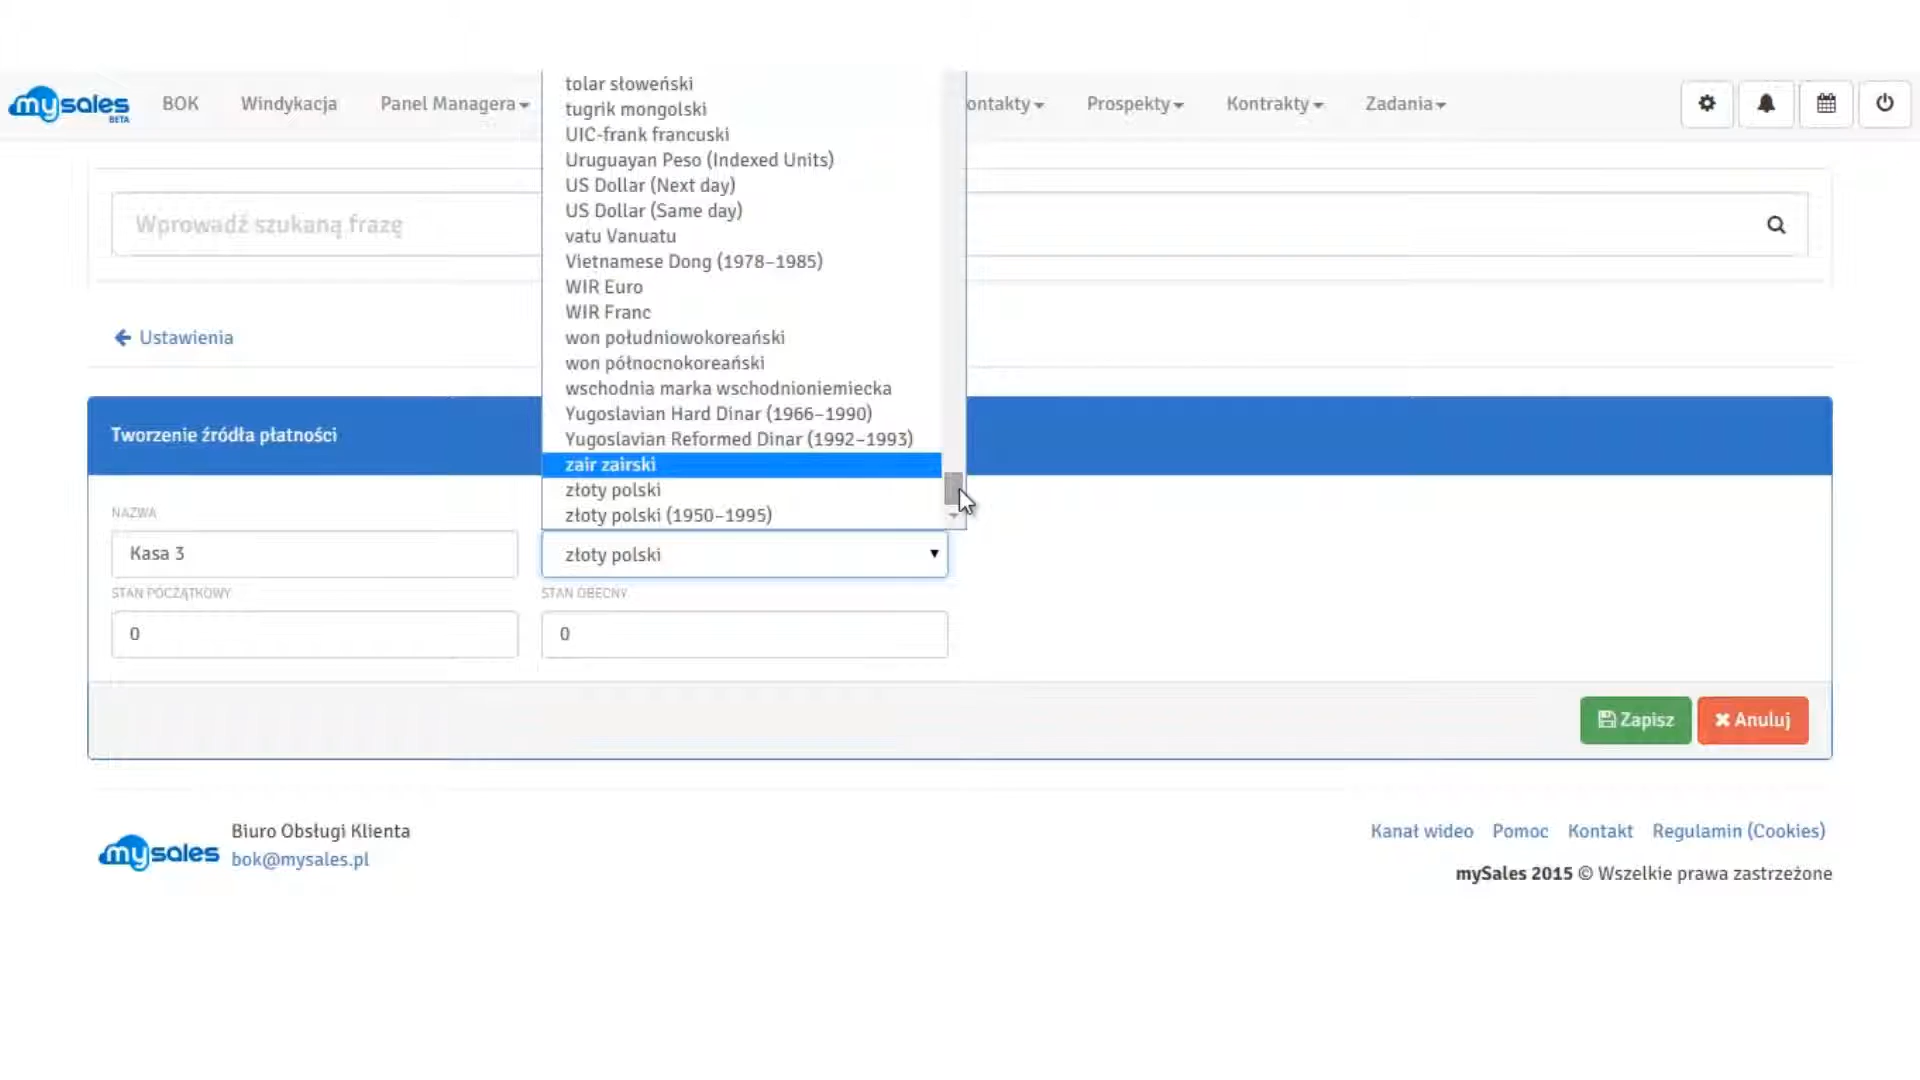 mysales
BETA
BOK
Windykacja
Panel Managera
ontakty
Prospekty
Kontrakty
Zadania
Wprowadź szukaną frazę
tolar słoweński
tugrik mongolski
UIC-frank francuski
Uruguayan Peso (Indexed Units)
US Dollar (Next day)
US Dollar (Same day)
vatu Vanuatu
Vietnamese Dong (1978–1985)
WIR Euro
WIR Franc
won południowokoreański
won północnokoreański
wschodnia marka wschodnioniemiecka
Yugoslavian Hard Dinar (1966–1990)
Yugoslavian Reformed Dinar (1992–1993)
zair zairski
złoty polski
złoty polski (1950–1995)
Ustawienia
Tworzenie źródła płatności
NAZWA
Kasa 3
złoty polski
STAN POCZĄTKOWY
STAN OBECNY
0
0
Zapisz
Anuluj
mysales
Biuro Obsługi Klienta
bok@mysales.pl
Kanał wideo Pomoc Kontakt Regulamin (Cookies)
mySales 2015 © Wszelkie prawa zastrzeżone